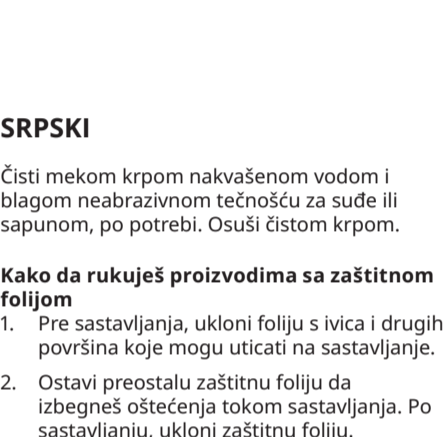 SRPSKI
Čisti mekom krpom nakvašenom vodom i
blagom neabrazivnom tečnošću za suđe ili
sapunom, po potrebi. Osuši čistom krpom.
Kako da rukuješ proizvodima sa zaštitnom
folijom
1. Pre sastavljanja, ukloni foliju s ivica i drugih
površina koje mogu uticati na sastavljanje.
2. Ostavi preostalu zaštitnu foliju da
izbegneš oštećenja tokom sastavljanja. Po
sastavljanju, ukloni zaštitnu foliju.